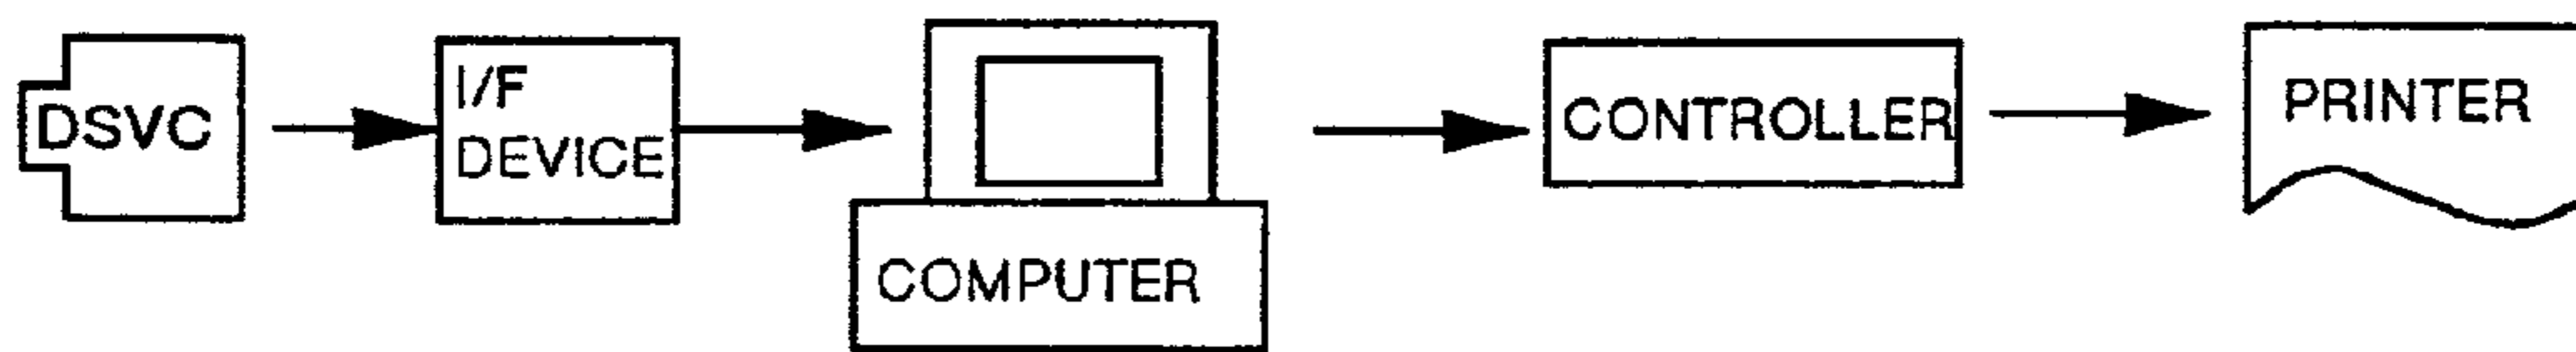 DSVC
I/F
DEVICE
COMPUTER
CONTROLLER
PRINTER